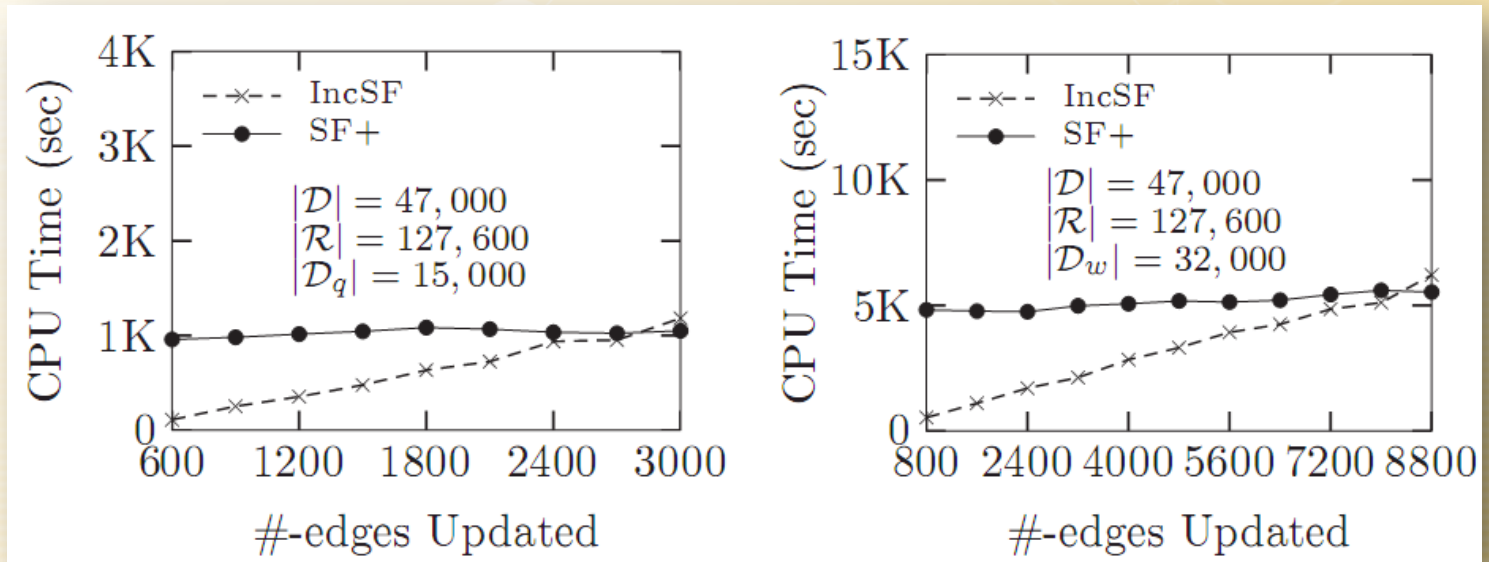 4K
3K
2K
1K
0
CPU Time (sec)
IncSF
SF+
|D| = 47,000
|R| = 127,600
|D_q| = 15,000
600 1200 1800 2400 3000
#-edges Updated
15K
10K
5K
0
CPU Time (sec)
IncSF
SF+
|D| = 47,000
|R| = 127,600
|D_w| = 32,000
800 2400 4000 5600 7200 8800
#-edges Updated